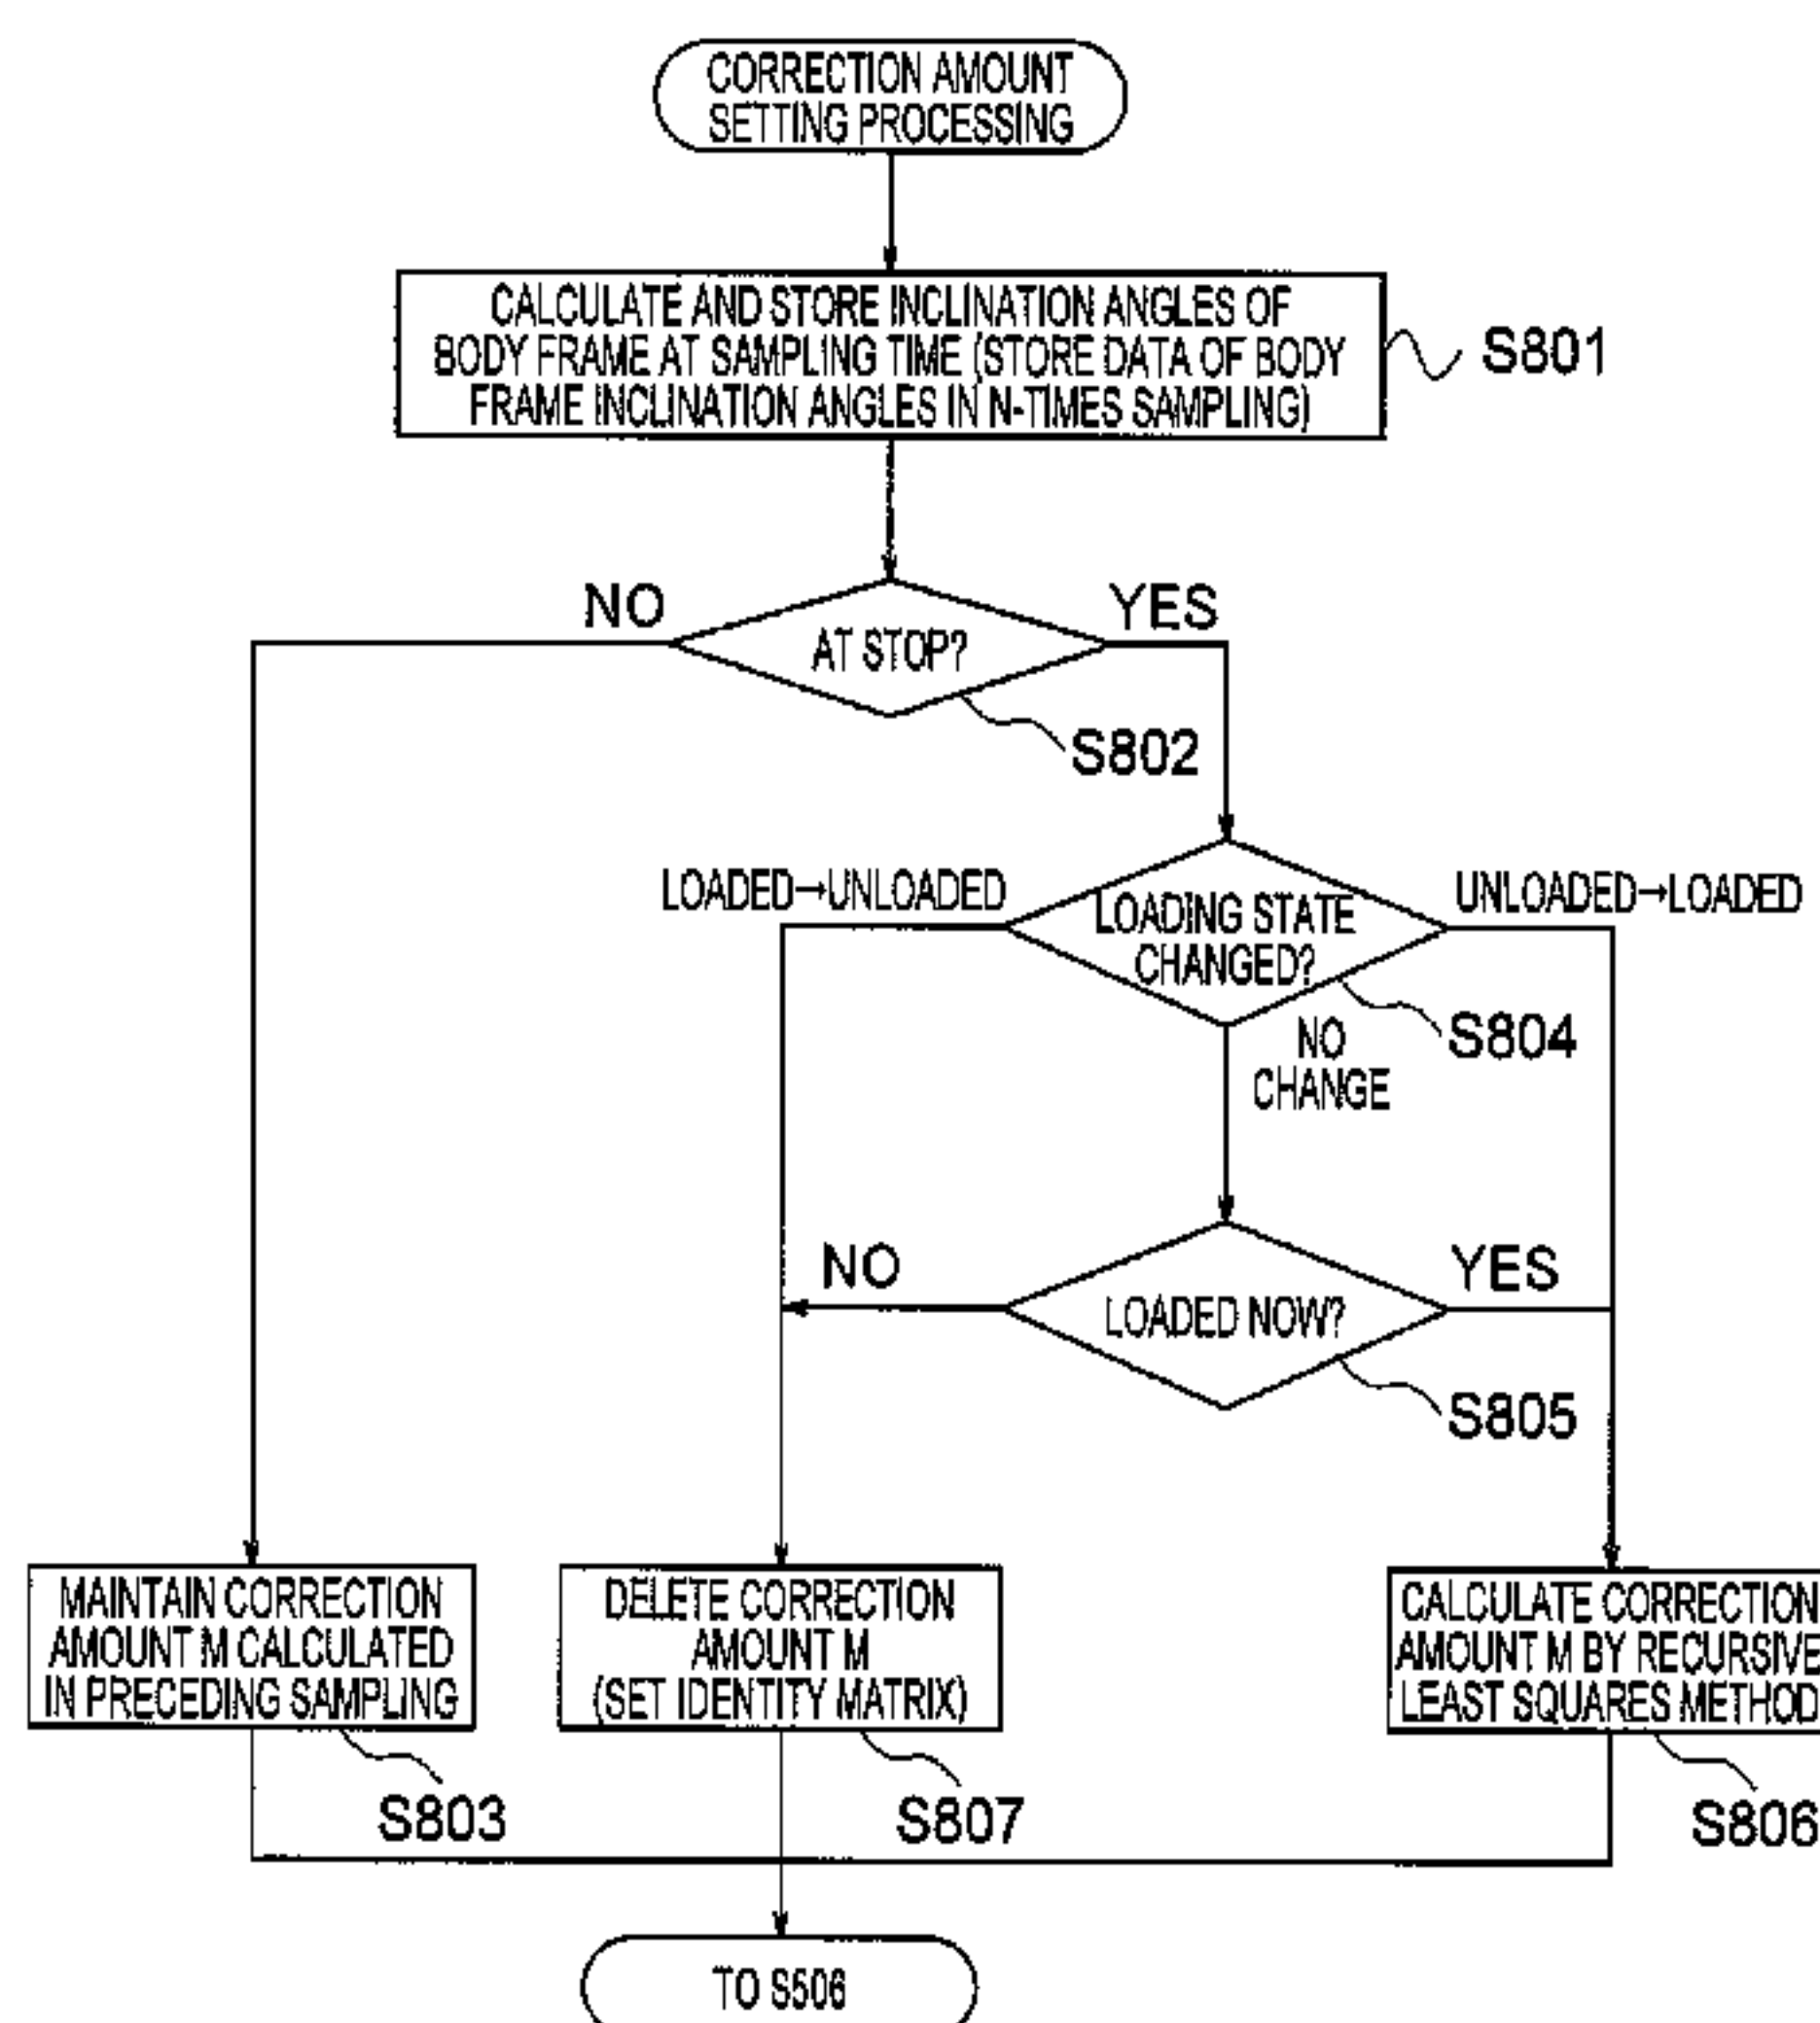 CORRECTION AMOUNT
SETTING PROCESSING
CALCULATE AND STORE INCLINATION ANGLES OF
BODY FRAME AT SAMPLING TIME (STORE DATA OF BODY
FRAME INCLINATION ANGLES IN N-TIMES SAMPLING)
S801
NO
YES
AT STOP?
S802
LOADED→UNLOADED
UNLOADED→LOADED
LOADING STATE
CHANGED?
S804
NO
CHANGE
NO
YES
LOADED NOW?
S805
MAINTAIN CORRECTION
AMOUNT M CALCULATED
IN PRECEDING SAMPLING
DELETE CORRECTION
AMOUNT M
(SET IDENTITY MATRIX)
CALCULATE CORRECTION
AMOUNT M BY RECURSIVE
LEAST SQUARES METHOD
S803
S807
S806
TO S506